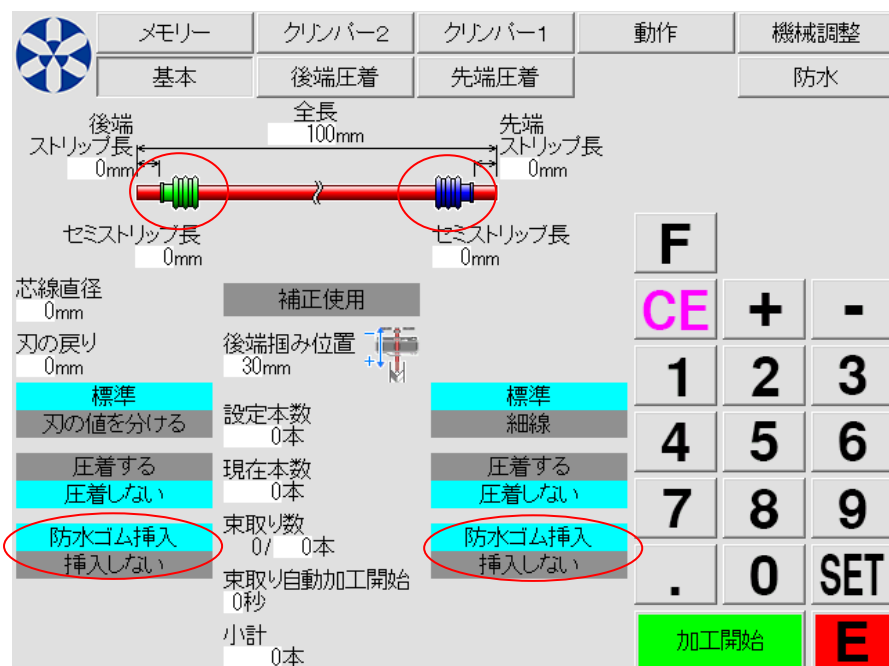 メモリー
クリンパー2
クリンパー1
動作
機械調整
基本
後端圧着
先端圧着
防水
後端
ストリップ長
0mm
全長
100mm
先端
ストリップ長
0mm
セミストリップ長
0mm
セミストリップ長
0mm
芯線直径
0mm
補正使用
刃の戻り
0mm
後端掴み位置
30mm
-
+
標準
刃の値を分ける
圧着する
圧着しない
防水ゴム挿入
挿入しない
設定本数
0本
現在本数
0本
束取り数
0/ 0本
束取り自動加工開始
0秒
小計
0本
標準
細線
圧着する
圧着しない
防水ゴム挿入
挿入しない
F
CE + -
1 2 3
4 5 6
7 8 9
. 0 SET
加工開始 E